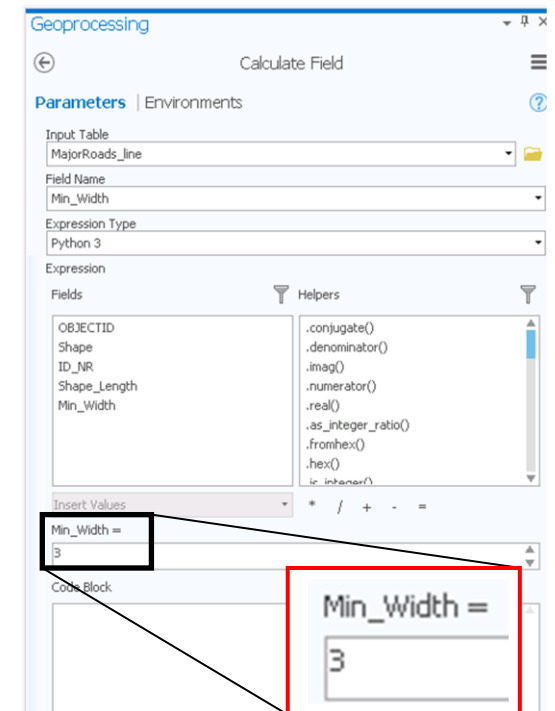 Geoprocessing
Calculate Field
Parameters | Environments
?
Input Table
MajorRoads_line
Field Name
Min_Width
Expression Type
Python 3
Expression
Fields
Helpers
OBJECTID
Shape
ID_NR
Shape_Length
Min_Width
.conjugate()
.denominator()
.imag()
.numerator()
.real()
.as_integer_ratio()
.fromhex()
.hex()
.is_integer()
Insert Values
* / + - =
Min_Width =
3
Code Block
Min_Width =
3